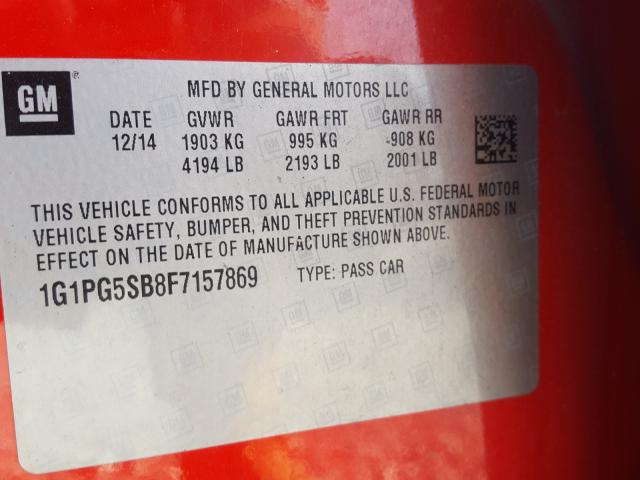 GM
MFD BY GENERAL MOTORS LLC
DATE GVWR GAWR FRT GAWR RR
12/14 1903 KG 995 KG -908 KG
4194 LB 2193 LB 2001 LB
THIS VEHICLE CONFORMS TO ALL APPLICABLE U.S. FEDERAL MOTOR
VEHICLE SAFETY, BUMPER, AND THEFT PREVENTION STANDARDS IN
EFFECT ON THE DATE OF MANUFACTURE SHOWN ABOVE.
1G1PG5SB8F7157869 TYPE: PASS CAR